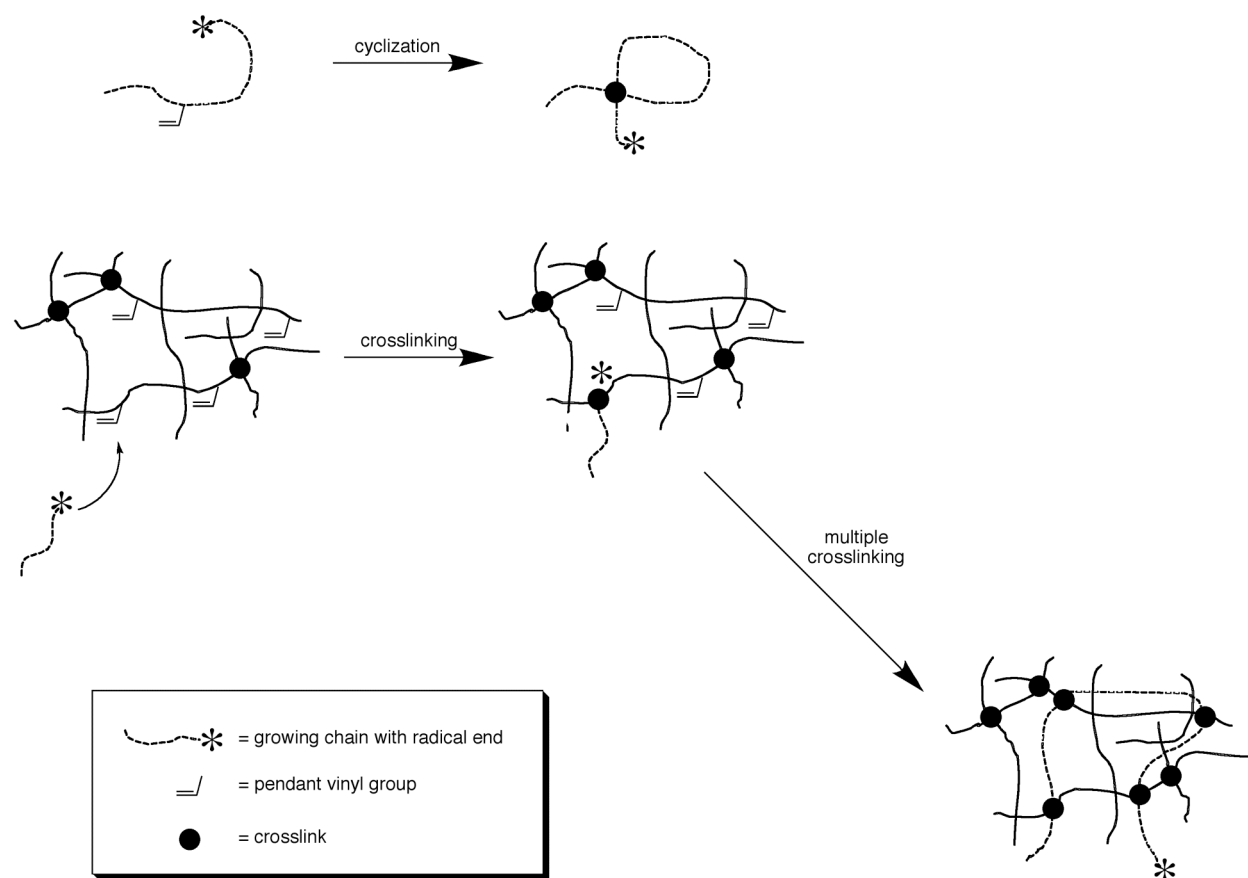 cyclization
crosslinking
multiple
crosslinking
= growing chain with radical end
= pendant vinyl group
= crosslink